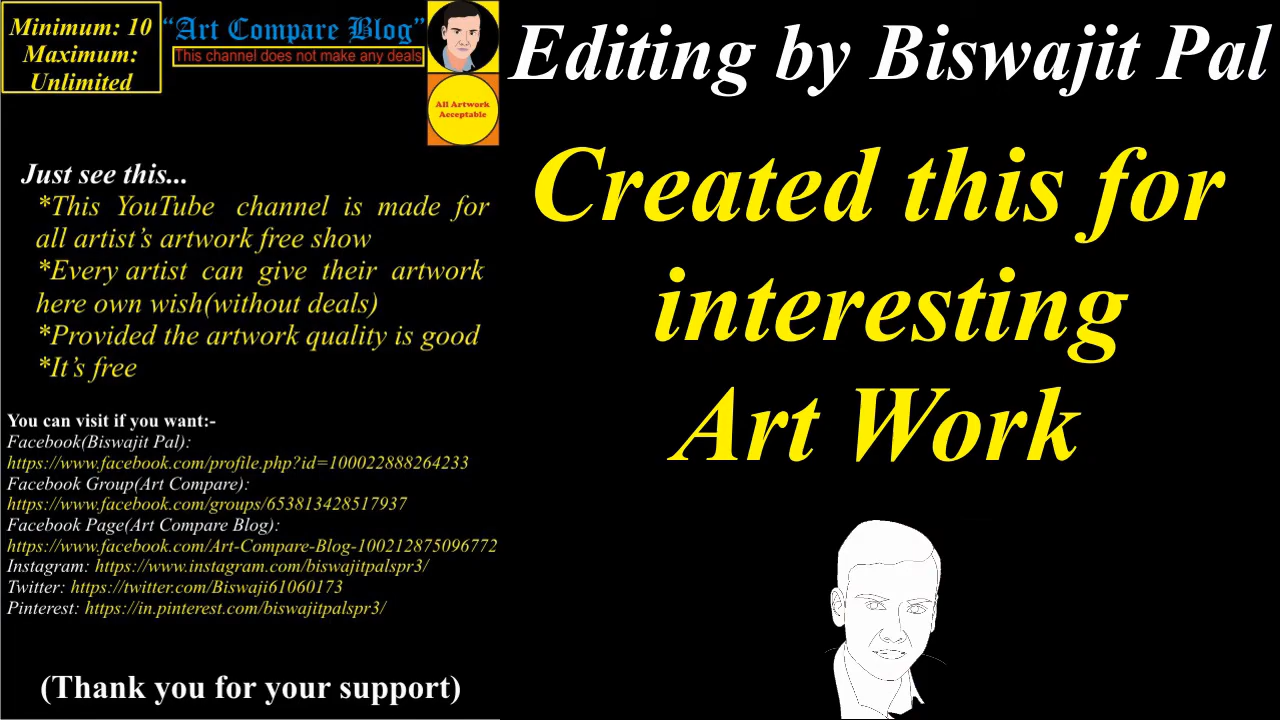 Minimum: 10
Maximum:
Unlimited
“Art Compare Blog”
This channel does not make any deals
All Artwork
Acceptable
Just see this...
*This YouTube channel is made for
all artist’s artwork free show
*Every artist can give their artwork
here own wish(without deals)
*Provided the artwork quality is good
*It’s free
You can visit if you want:-
Facebook(Biswajit Pal):
https://www.facebook.com/profile.php?id=100022888264233
Facebook Group(Art Compare):
https://www.facebook.com/groups/653813428517937
Facebook Page(Art Compare Blog):
https://www.facebook.com/Art-Compare-Blog-100212875096772
Instagram: https://www.instagram.com/biswajitpalspr3/
Twitter: https://twitter.com/Biswaji61060173
Pinterest: https://in.pinterest.com/biswajitpalspr3/
(Thank you for your support)
Editing by Biswajit Pal
Created this for
interesting
Art Work